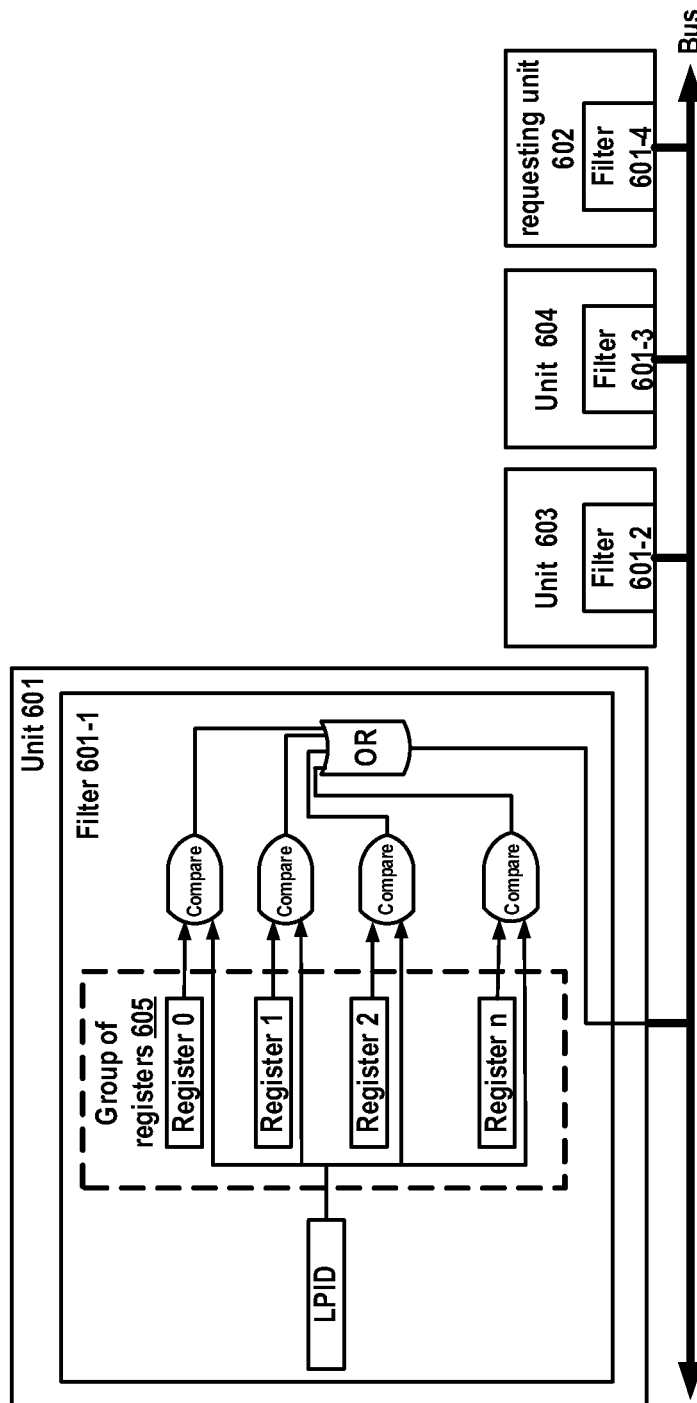 Unit 601
Filter 601-1
Group of
registers 605
Register 0
Register 1
Register 2
Register n
LPID
Compare
Compare
Compare
Compare
OR
Unit 603
Filter
601-2
Unit 604
Filter
601-3
requesting unit
602
Filter
601-4
Bus